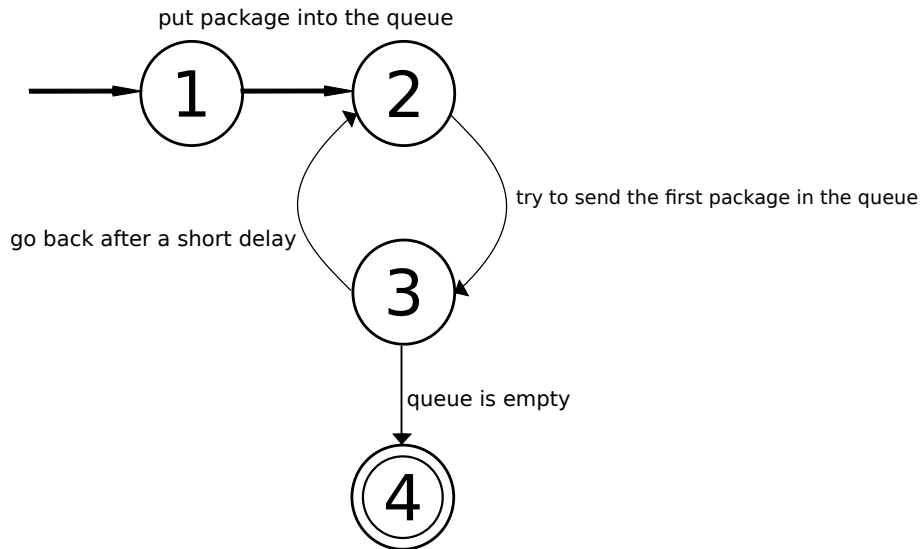 put package into the queue
1
2
try to send the first package in the queue
go back after a short delay
3
queue is empty
4